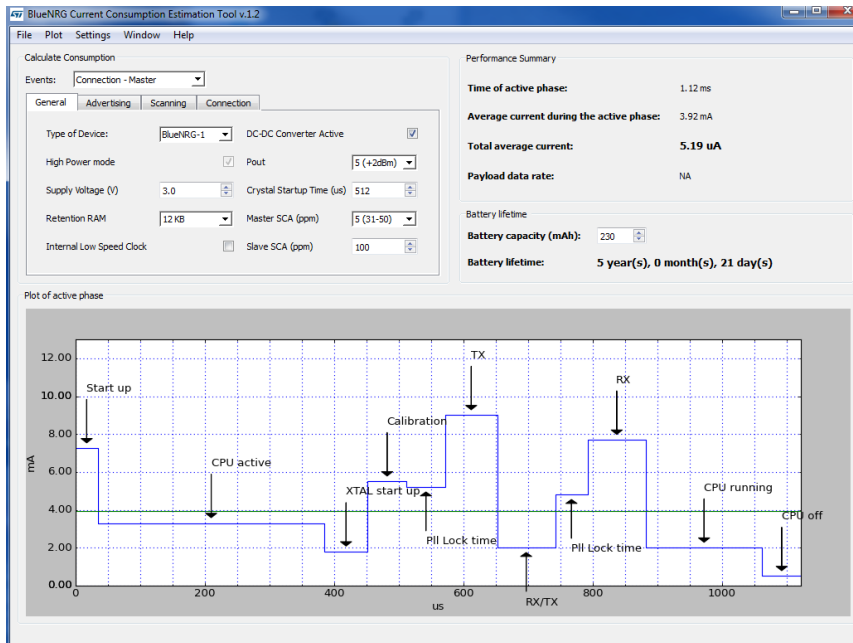 BlueNRG Current Consumption Estimation Tool v.1.2
File Plot Settings Window Help
Calculate Consumption
Events: Connection - Master
General Advertising Scanning Connection
Type of Device: BlueNRG-1 DC-DC Converter Active
High Power mode Pout 5 (+2dBm)
Supply Voltage (V) 3.0 Crystal Startup Time (us) 512
Retention RAM 12 KB Master SCA (ppm) 5 (31-50)
Internal Low Speed Clock Slave SCA (ppm) 100
Performance Summary
Time of active phase: 1.12 ms
Average current during the active phase: 3.92 mA
Total average current: 5.19 uA
Payload data rate: NA
Battery lifetime
Battery capacity (mAh): 230
Battery lifetime: 5 year(s), 0 month(s), 21 day(s)
Plot of active phase
12.00
10.00
8.00
6.00
4.00
2.00
0.00
mA
Start up
CPU active
XTAL start up
Calibration
Pll Lock time
TX
RX/TX
Pll Lock time
RX
CPU running
CPU off
0 200 400 600 800 1000
us